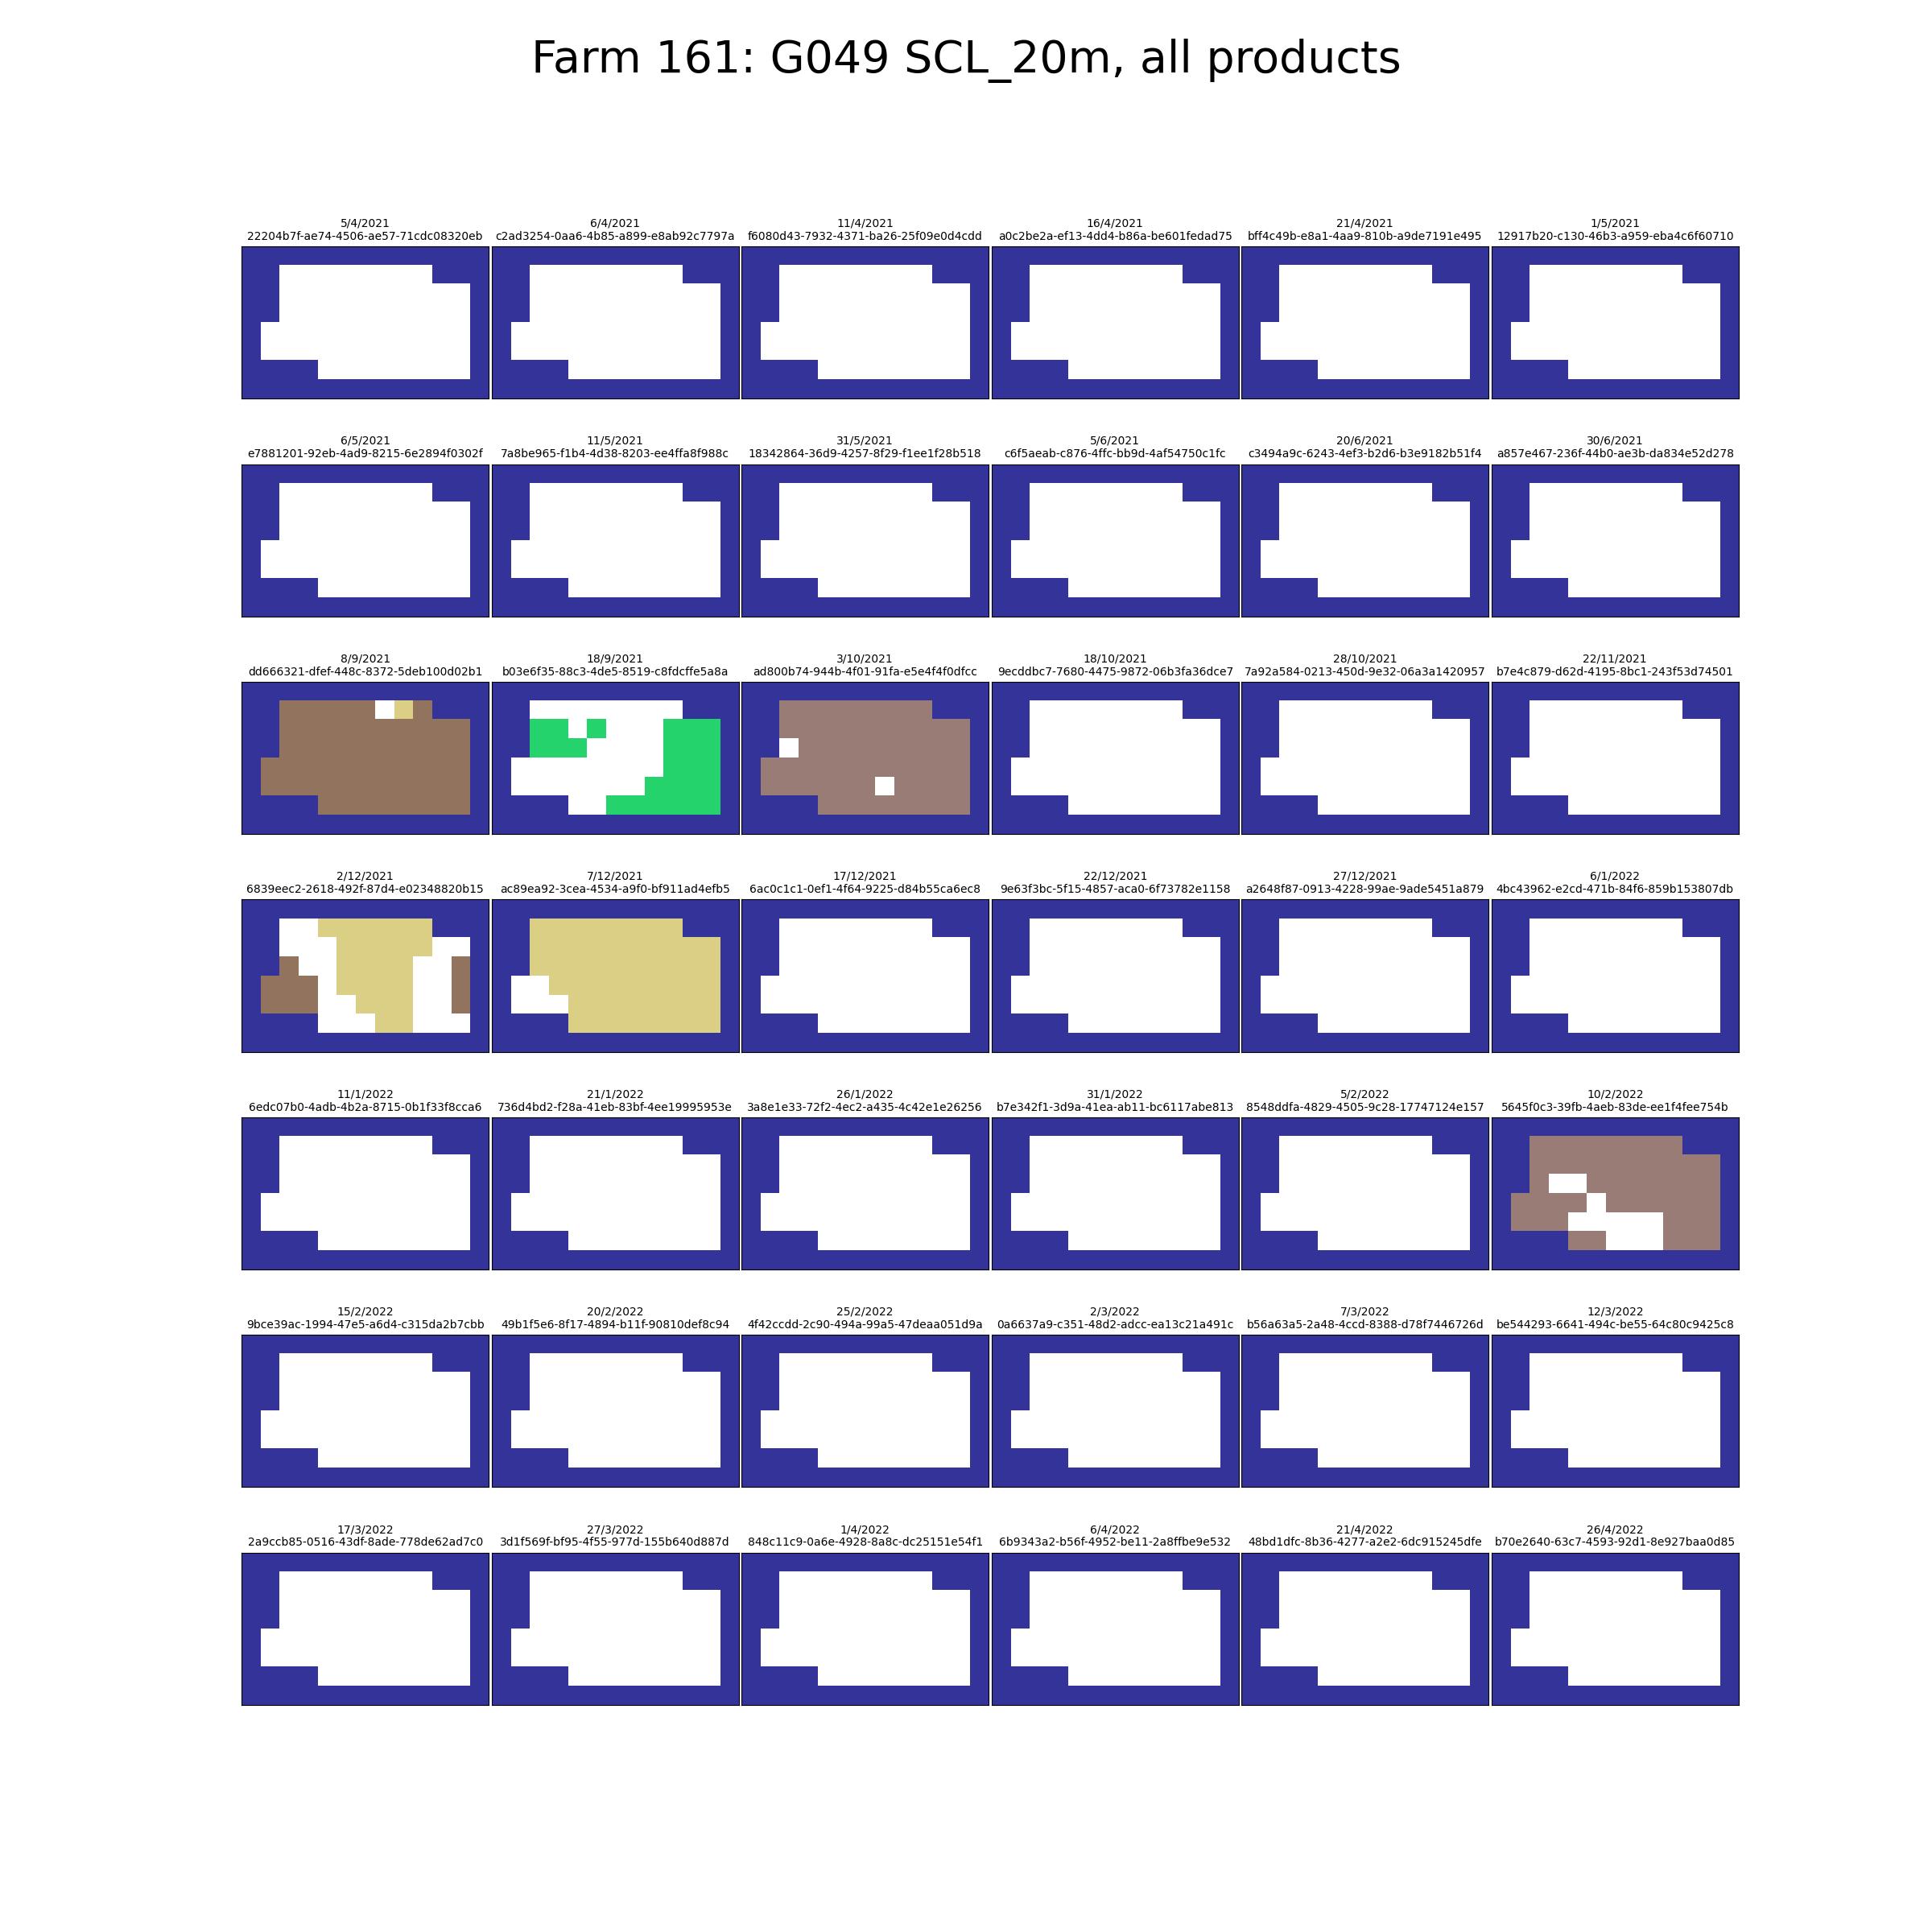 Farm 161: G049 SCL_20m, all products
5/4/2021
22204b7f-ae74-4506-ae57-71cdc08320eb
6/4/2021
c2ad3254-0aa6-4b85-a899-e8ab92c7797a
11/4/2021
f6080d43-7932-4371-ba26-25f09e0d4cdd
16/4/2021
a0c2be2a-ef13-4dd4-b86a-be601fedad75
21/4/2021
bff4c49b-e8a1-4aa9-810b-a9de7191e495
1/5/2021
12917b20-c130-46b3-a959-eba4c6f60710
6/5/2021
e7881201-92eb-4ad9-8215-6e2894f0302f
11/5/2021
7a8be965-f1b4-4d38-8203-ee4ffa8f988c
31/5/2021
18342864-36d9-4257-8f29-f1ee1f28b518
5/6/2021
c6f5aeab-c876-4ffc-bb9d-4af54750c1fc
20/6/2021
c3494a9c-6243-4ef3-b2d6-b3e9182b51f4
30/6/2021
a857e467-236f-44b0-ae3b-da834e52d278
8/9/2021
dd666321-dfef-448c-8372-5deb100d02b1
18/9/2021
b03e6f35-88c3-4de5-8519-c8fdcffe5a8a
3/10/2021
ad800b74-944b-4f01-91fa-e5e4f4f0dfcc
18/10/2021
9ecddbc7-7680-4475-9872-06b3fa36dce7
28/10/2021
7a92a584-0213-450d-9e32-06a3a1420957
22/11/2021
b7e4c879-d62d-4195-8bc1-243f53d74501
2/12/2021
6839eec2-2618-492f-87d4-e02348820b15
7/12/2021
ac89ea92-3cea-4534-a9f0-bf911ad4efb5
17/12/2021
6ac0c1c1-0ef1-4f64-9225-d84b55ca6ec8
22/12/2021
9e63f3bc-5f15-4857-aca0-6f73782e1158
27/12/2021
a2648f87-0913-4228-99ae-9ade5451a879
6/1/2022
4bc43962-e2cd-471b-84f6-859b153807db
11/1/2022
6edc07b0-4adb-4b2a-8715-0b1f33f8cca6
21/1/2022
736d4bd2-f28a-41eb-83bf-4ee19995953e
26/1/2022
3a8e1e33-72f2-4ec2-a435-4c42e1e26256
31/1/2022
b7e342f1-3d9a-41ea-ab11-bc6117abe813
5/2/2022
8548ddfa-4829-4505-9c28-17747124e157
10/2/2022
5645f0c3-39fb-4aeb-83de-ee1f4fee754b
15/2/2022
9bce39ac-1994-47e5-a6d4-c315da2b7cbb
20/2/2022
49b1f5e6-8f17-4894-b11f-90810def8c94
25/2/2022
4f42ccdd-2c90-494a-99a5-47deaa051d9a
2/3/2022
0a6637a9-c351-48d2-adcc-ea13c21a491c
7/3/2022
b56a63a5-2a48-4ccd-8388-d78f7446726d
12/3/2022
be544293-6641-494c-be55-64c80c9425c8
17/3/2022
2a9ccb85-0516-43df-8ade-778de62ad7c0
27/3/2022
3d1f569f-bf95-4f55-977d-155b640d887d
1/4/2022
848c11c9-0a6e-4928-8a8c-dc25151e54f1
6/4/2022
6b9343a2-b56f-4952-be11-2a8ffbe9e532
21/4/2022
48bd1dfc-8b36-4277-a2e2-6dc915245dfe
26/4/2022
b70e2640-63c7-4593-92d1-8e927baa0d85